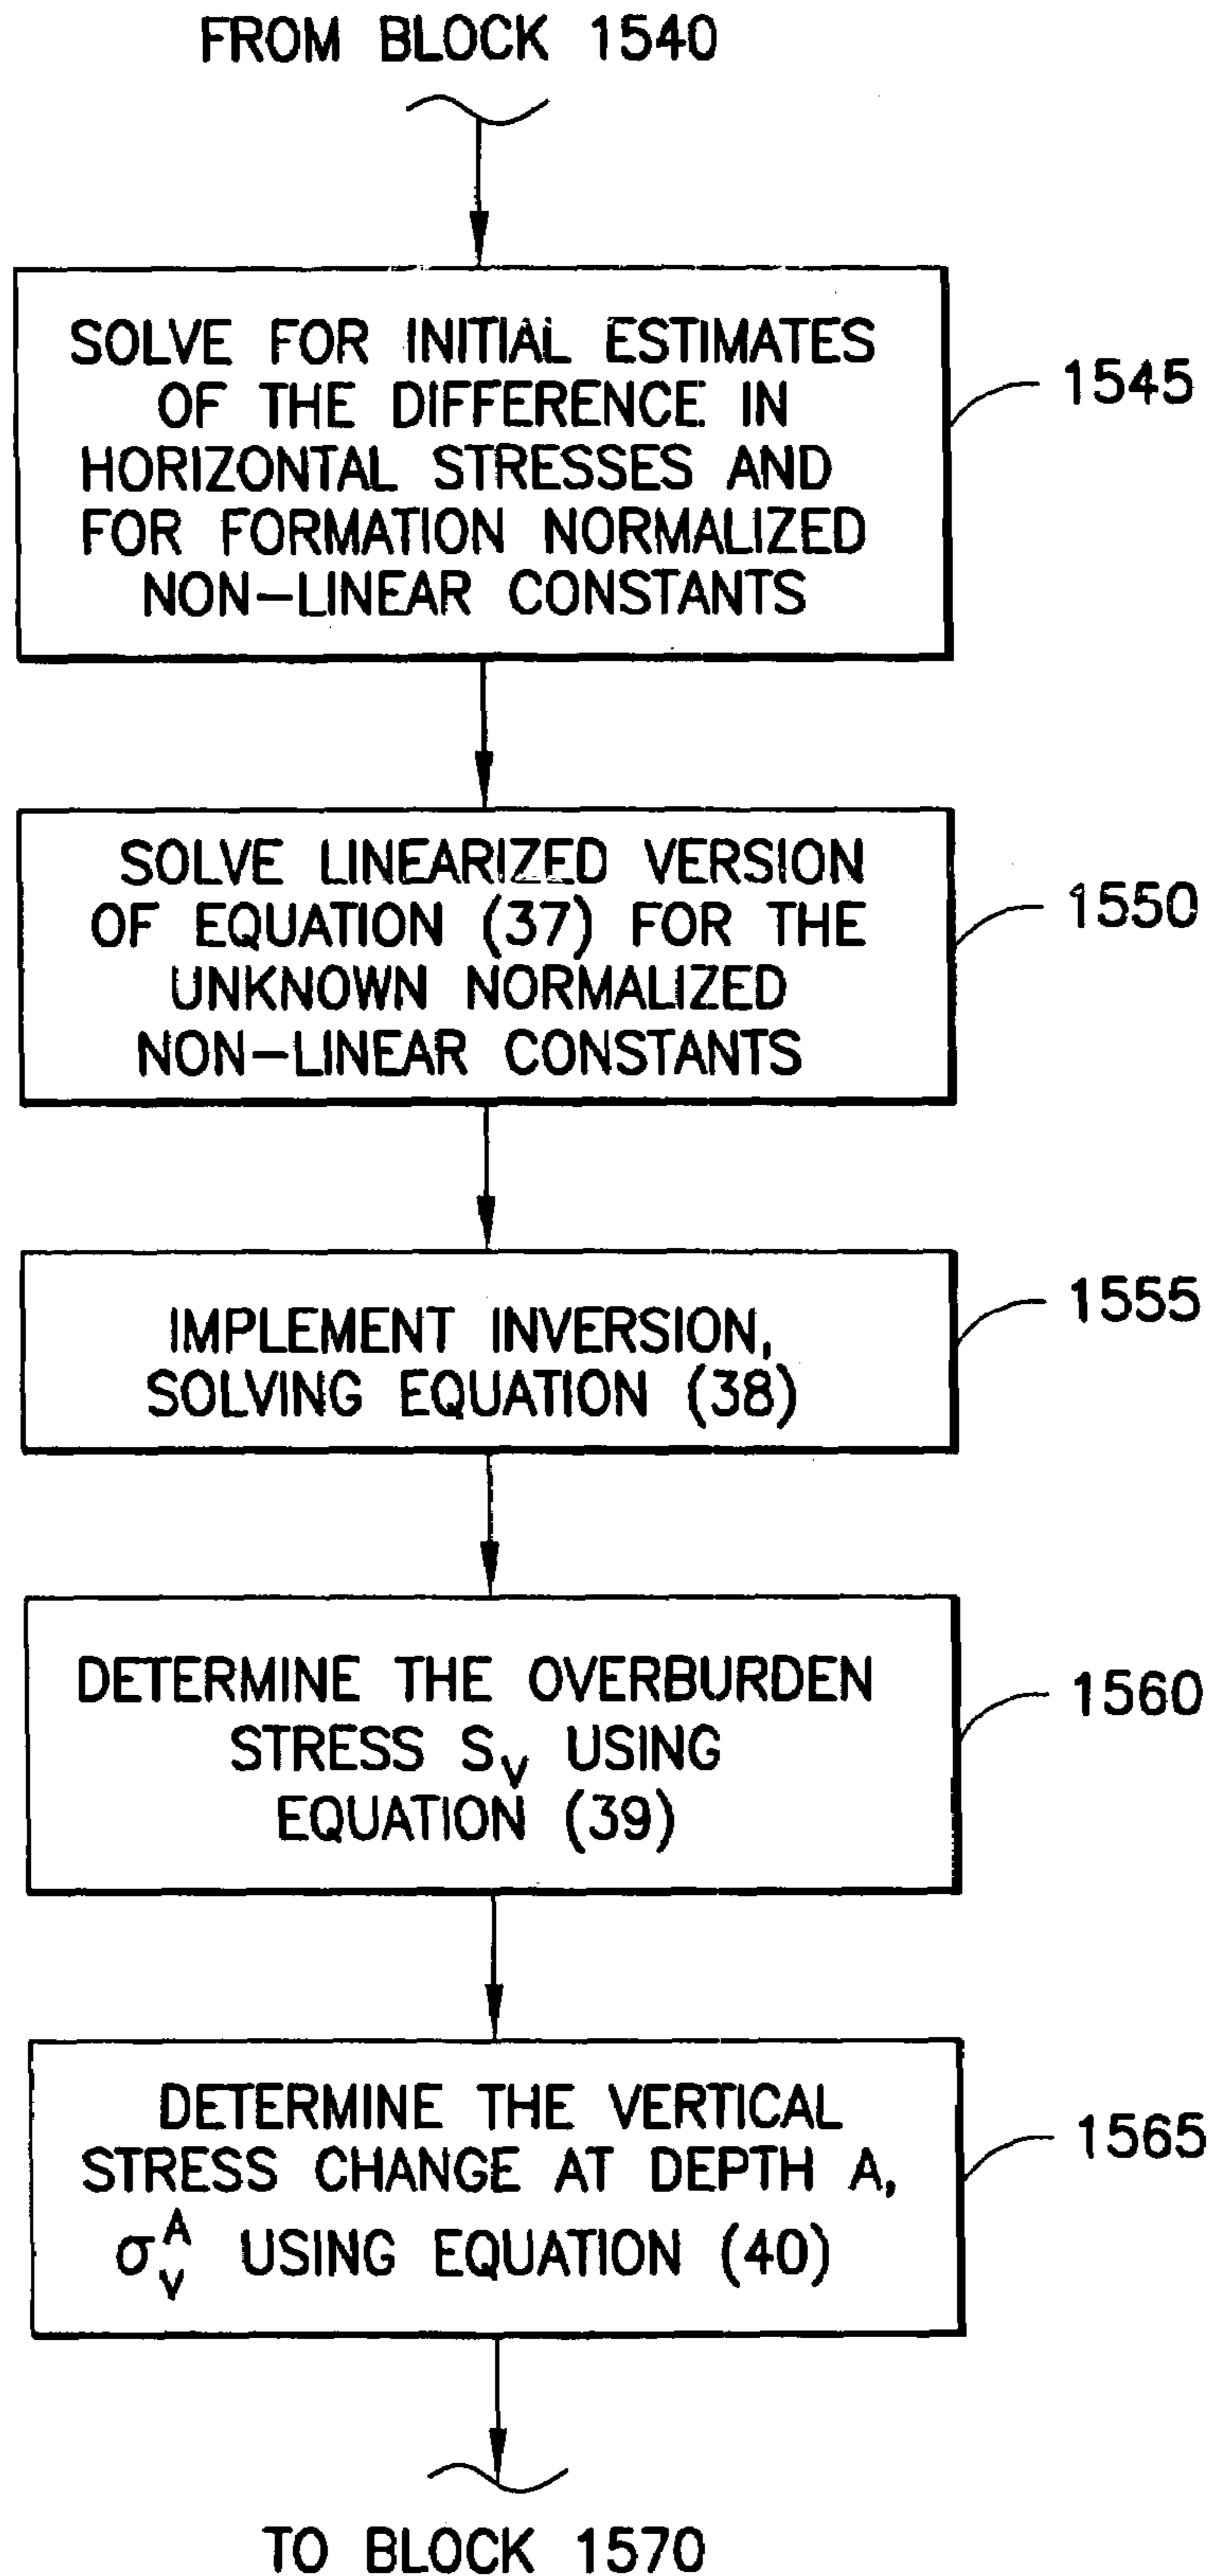 FROM BLOCK 1540
SOLVE FOR INITIAL ESTIMATES
OF THE DIFFERENCE IN
HORIZONTAL STRESSES AND
FOR FORMATION NORMALIZED
NON-LINEAR CONSTANTS
1545
SOLVE LINEARIZED VERSION
OF EQUATION (37) FOR THE
UNKNOWN NORMALIZED
NON-LINEAR CONSTANTS
1550
IMPLEMENT INVERSION,
SOLVING EQUATION (38)
1555
DETERMINE THE OVERBURDEN
STRESS S_V USING
EQUATION (39)
1560
DETERMINE THE VERTICAL
STRESS CHANGE AT DEPTH A,
σ_V^A USING EQUATION (40)
1565
TO BLOCK 1570